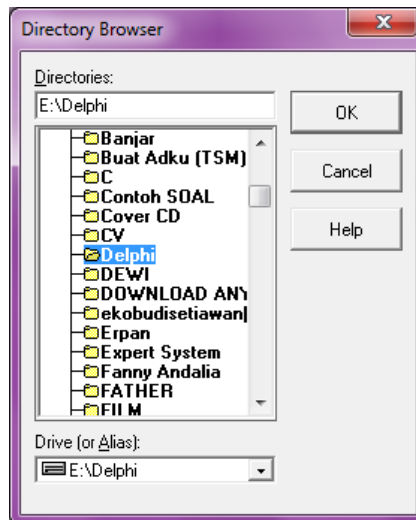 Directory Browser
Directories:
E:\Delphi
OK
Cancel
Help
Banjar
Buat Adku (TSM)
C
Contoh SOAL
Cover CD
CV
Delphi
DEWI
DOWNLOAD ANY
ekobudisetiawan
Erpan
Expert System
Fanny Andalia
FATHER
FILM
Drive (or Alias):
E:\Delphi